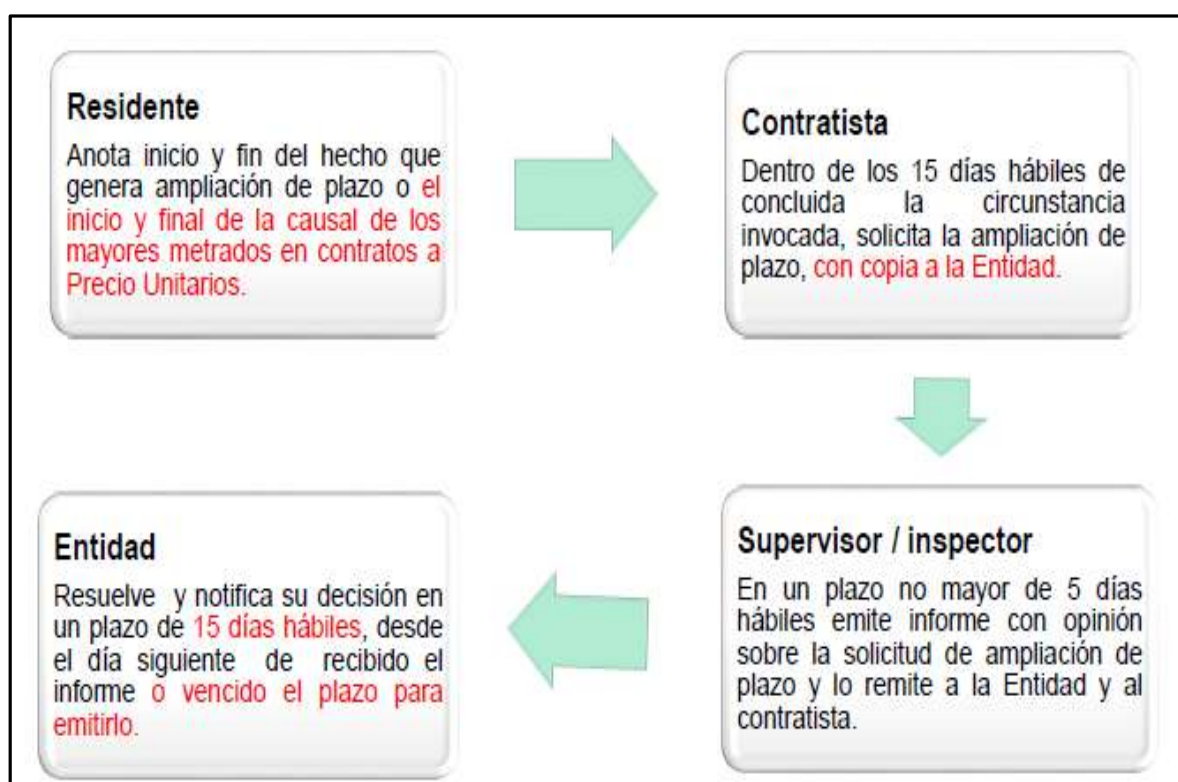 Residente
Anota inicio y fin del hecho que
genera ampliación de plazo o el
inicio y final de la causal de los
mayores metrados en contratos a
Precio Unitarios.
Contratista
Dentro de los 15 días hábiles de
concluida la circunstancia
invocada, solicita la ampliación de
plazo, con copia a la Entidad.
Supervisor / inspector
En un plazo no mayor de 5 días
hábiles emite informe con opinión
sobre la solicitud de ampliación de
plazo y lo remite a la Entidad y al
contratista.
Entidad
Resuelve y notifica su decisión en
un plazo de 15 días hábiles, desde
el día siguiente de recibido el
informe o vencido el plazo para
emitirlo.